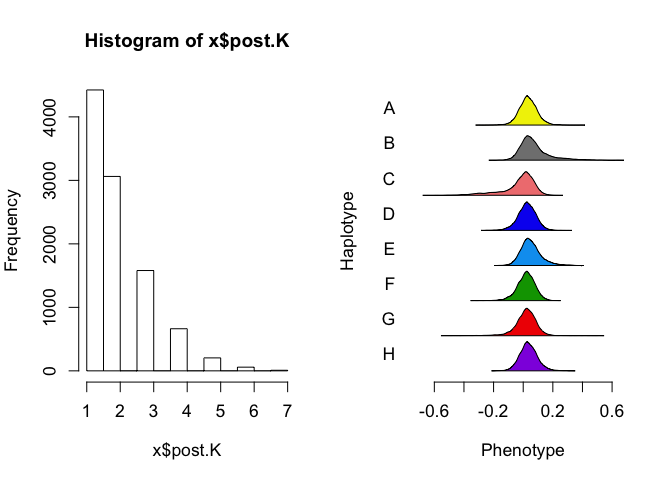 Histogram of x$post.K
Frequency
0
1000
2000
3000
4000
1 2 3 4 5 6 7
x$post.K
Haplotype
A
B
C
D
E
F
G
H
-0.6 -0.2 0.2 0.6
Phenotype